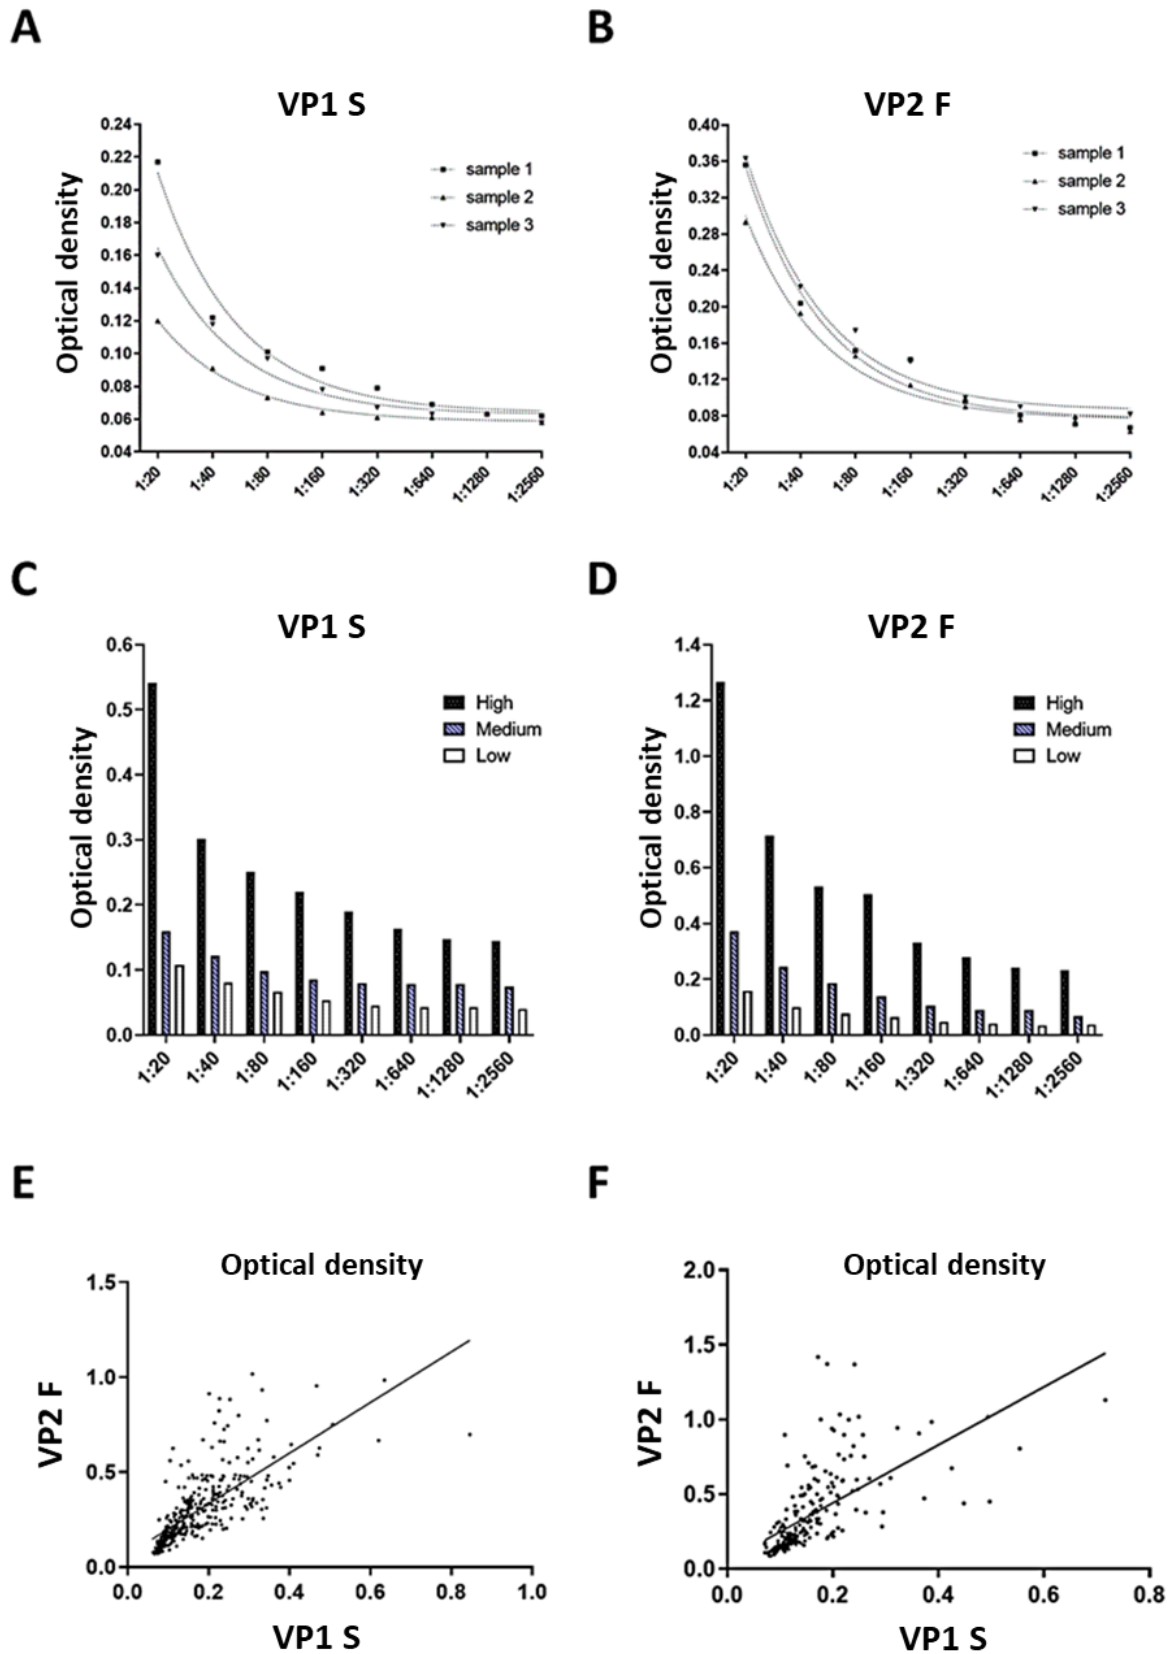 A
B
VP1 S
VP2 F
Optical density
0.24
0.22
0.20
0.18
0.16
0.14
0.12
0.10
0.08
0.06
0.04
sample 1
sample 2
sample 3
1:20
1:40
1:80
1:160
1:320
1:640
1:1280
1:2560
Optical density
0.40
0.36
0.32
0.28
0.24
0.20
0.16
0.12
0.08
0.04
sample 1
sample 2
sample 3
1:20
1:40
1:80
1:160
1:320
1:640
1:1280
1:2560
C
D
VP1 S
VP2 F
Optical density
0.6
0.5
0.4
0.3
0.2
0.1
0.0
High
Medium
Low
1:20
1:40
1:80
1:160
1:320
1:640
1:1280
1:2560
Optical density
1.4
1.2
1.0
0.8
0.6
0.4
0.2
0.0
High
Medium
Low
1:20
1:40
1:80
1:160
1:320
1:640
1:1280
1:2560
E
F
Optical density
VP2 F
1.5
1.0
0.5
0.0
0.0 0.2 0.4 0.6 0.8 1.0
VP1 S
Optical density
VP2 F
2.0
1.5
1.0
0.5
0.0
0.0 0.2 0.4 0.6 0.8
VP1 S